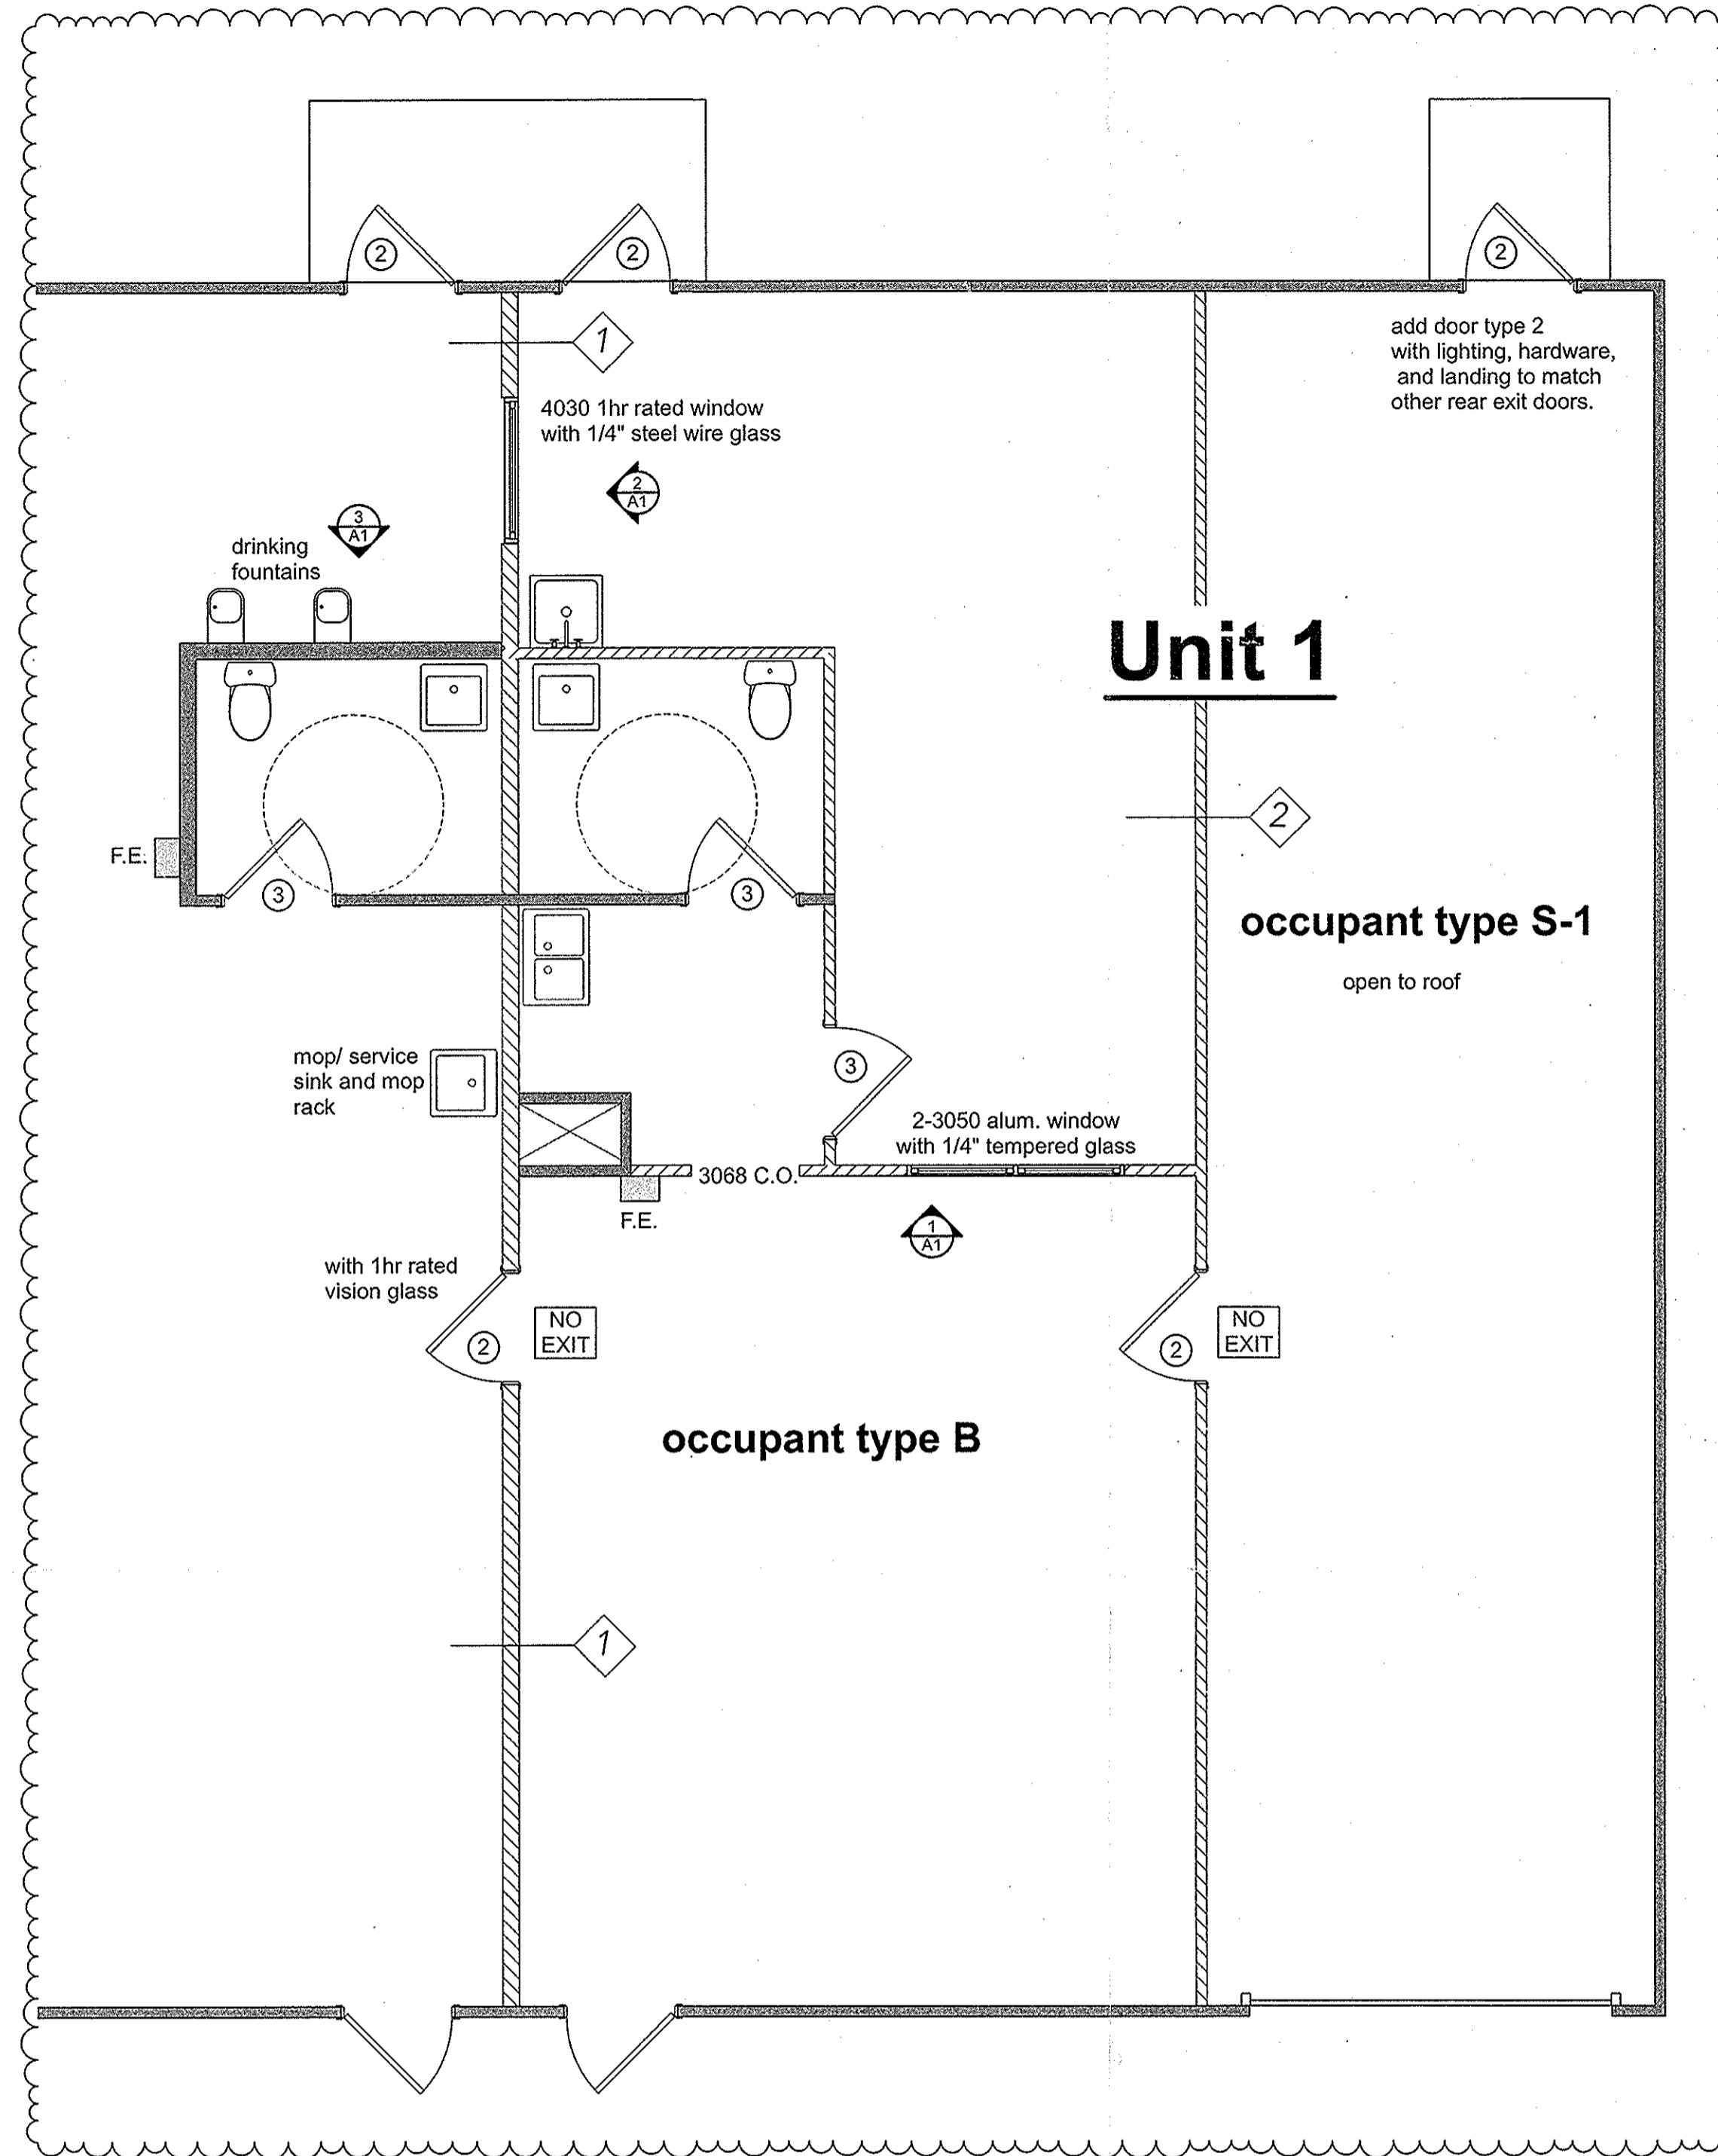 2
2
2
add door type 2
with lighting, hardware,
and landing to match
other rear exit doors.
1
4030 1hr rated window
with 1/4" steel wire glass
2
A1
3
A1
drinking
fountains
Unit 1
2
F.E.
3
3
occupant type S-1
open to roof
mop/ service
sink and mop
rack
3
2-3050 alum. window
with 1/4" tempered glass
3068 C.O.
F.E.
1
A1
with 1hr rated
vision glass
2
NO
EXIT
2
NO
EXIT
occupant type B
1